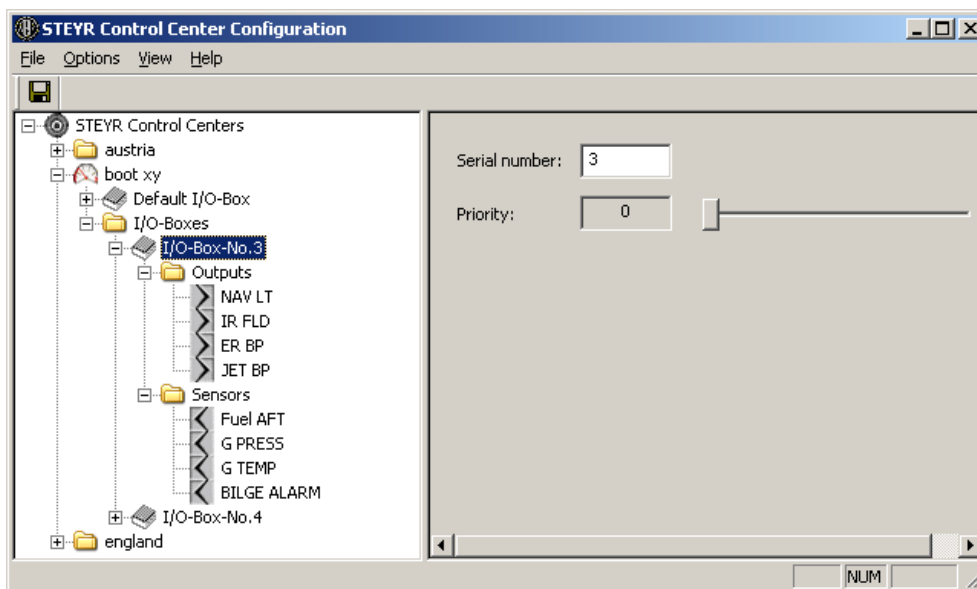 STEYR Control Center Configuration
File Options View Help
STEYR Control Centers
austria
boot xy
Default I/O-Box
I/O-Boxes
I/O-Box-No.3
Outputs
NAV LT
IR FLD
ER BP
JET BP
Sensors
Fuel AFT
G PRESS
G TEMP
BILGE ALARM
I/O-Box-No.4
england
Serial number: 3
Priority: 0
NUM